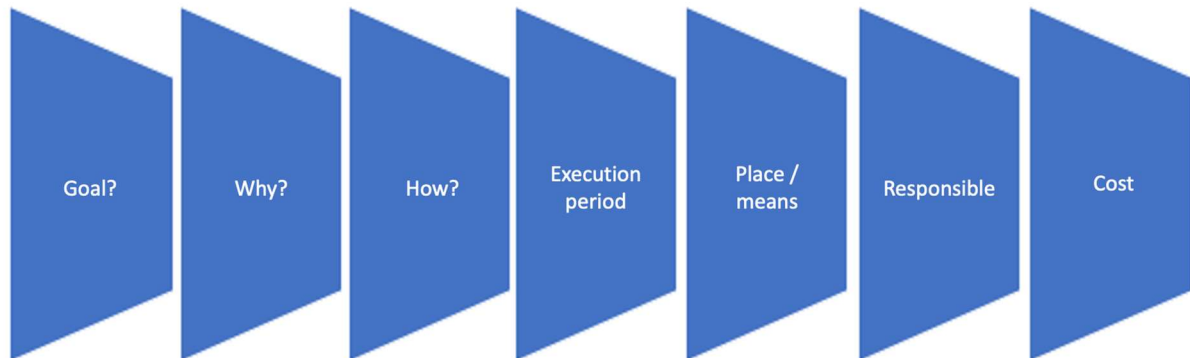 Goal?
Why?
How?
Execution
period
Place /
means
Responsible
Cost